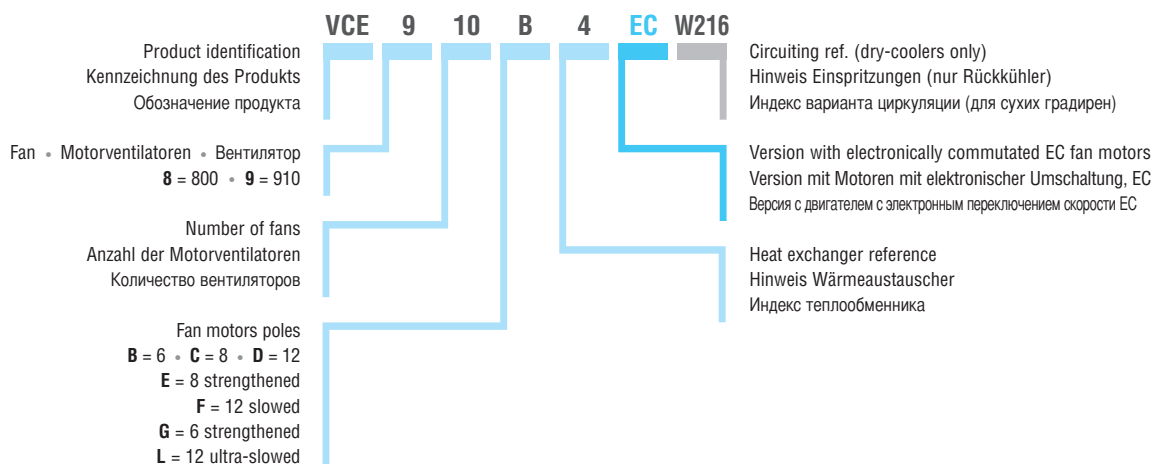 VCE 9 10 B 4 EC W216
Product identification
Kennzeichnung des Produkts
Обозначение продукта
Fan • Motorventilatoren • Вентилятор
8 = 800 • 9 = 910
Number of fans
Anzahl der Motorventilatoren
Количество вентиляторов
Fan motors poles
B = 6 • C = 8 • D = 12
E = 8 strengthened
F = 12 slowed
G = 6 strengthened
L = 12 ultra-slowed
Circuiting ref. (dry-coolers only)
Hinweis Einspritzungen (nur Rückkühler)
Индекс варианта циркуляции (для сухих градирен)
Version with electronically commutated EC fan motors
Version mit Motoren mit elektronischer Umschaltung, EC
Версия с двигателем с электронным переключением скорости EC
Heat exchanger reference
Hinweis Wärmeaustauscher
Индекс теплообменника